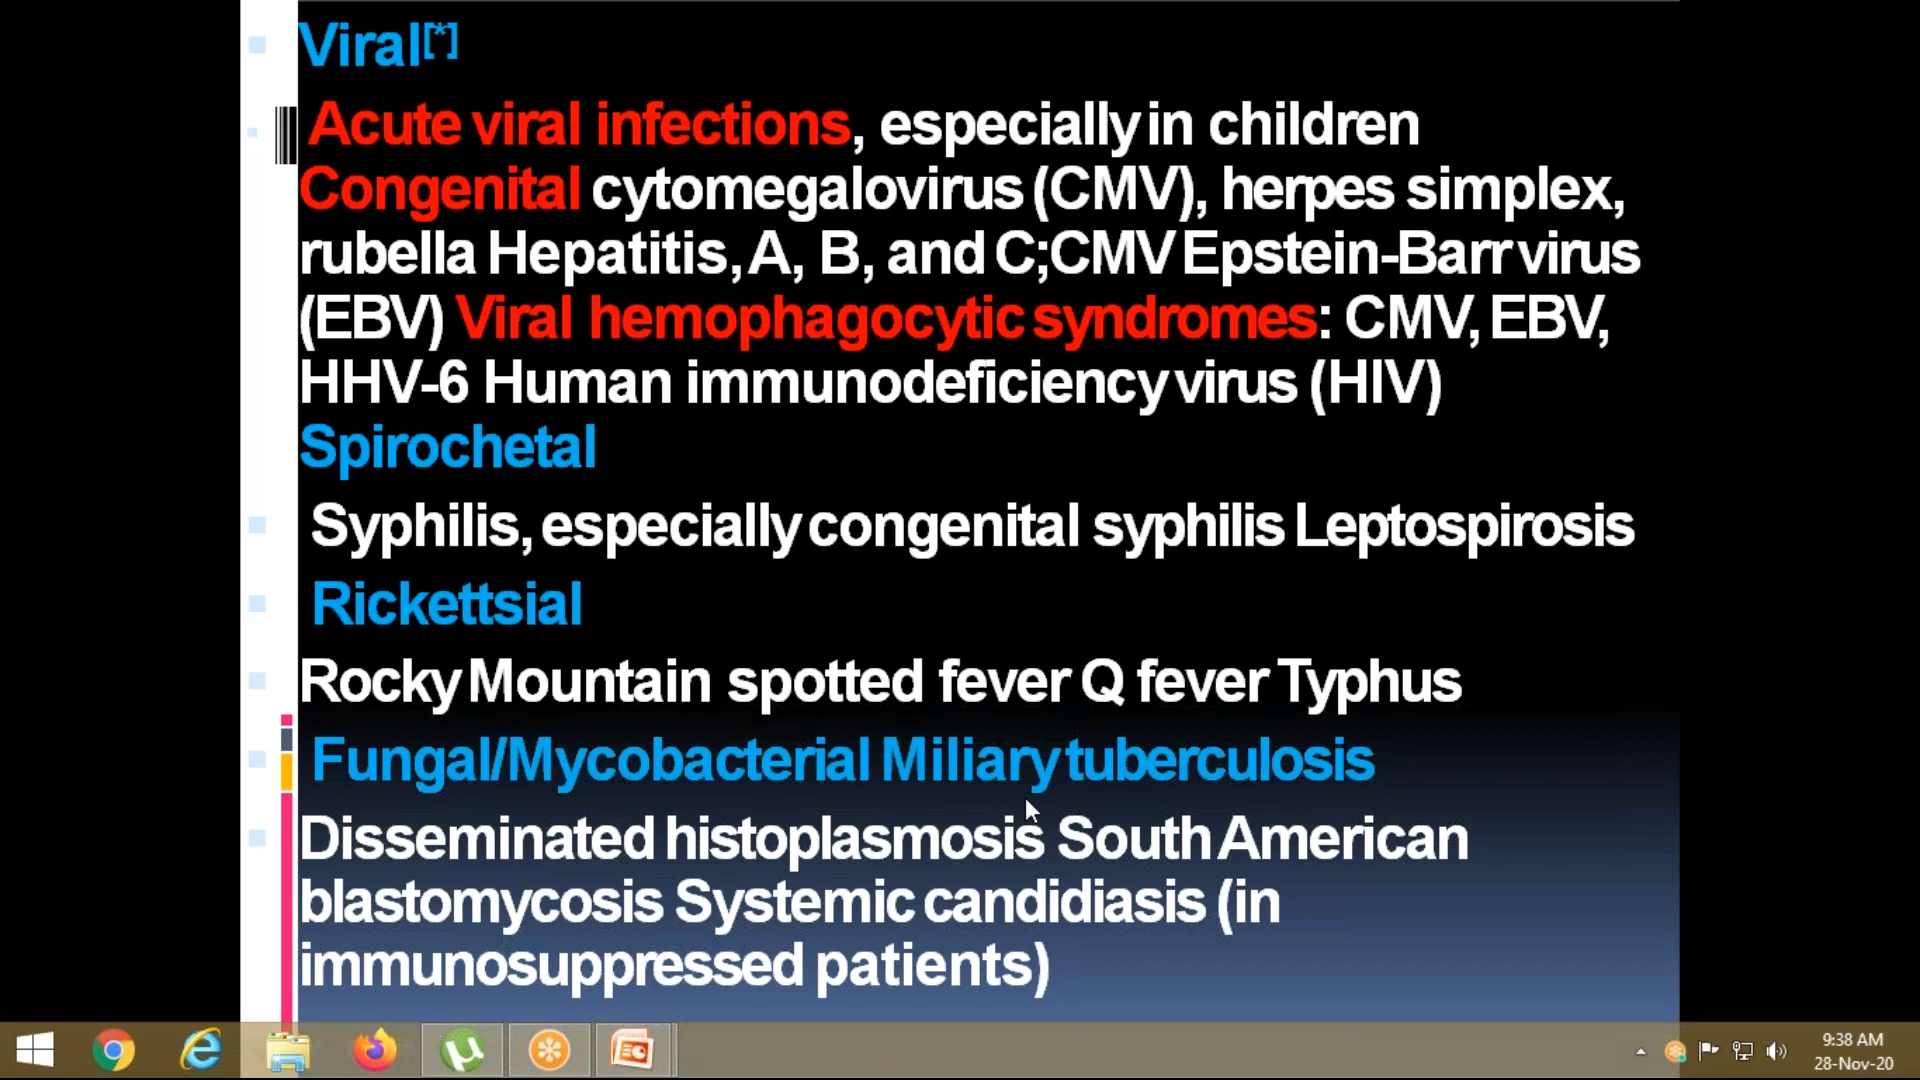 Viral[*]
Acute viral infections, especially in children
Congenital cytomegalovirus (CMV), herpes simplex,
rubella Hepatitis, A, B, and C;CMV Epstein-Barr virus
(EBV) Viral hemophagocytic syndromes: CMV, EBV,
HHV-6 Human immunodeficiency virus (HIV)
Spirochetal
Syphilis, especially congenital syphilis Leptospirosis
Rickettsial
Rocky Mountain spotted fever Q fever Typhus
Fungal/Mycobacterial Miliary tuberculosis
Disseminated histoplasmosis South American
blastomycosis Systemic candidiasis (in
immunosuppressed patients)
9:38 AM
28-Nov-20